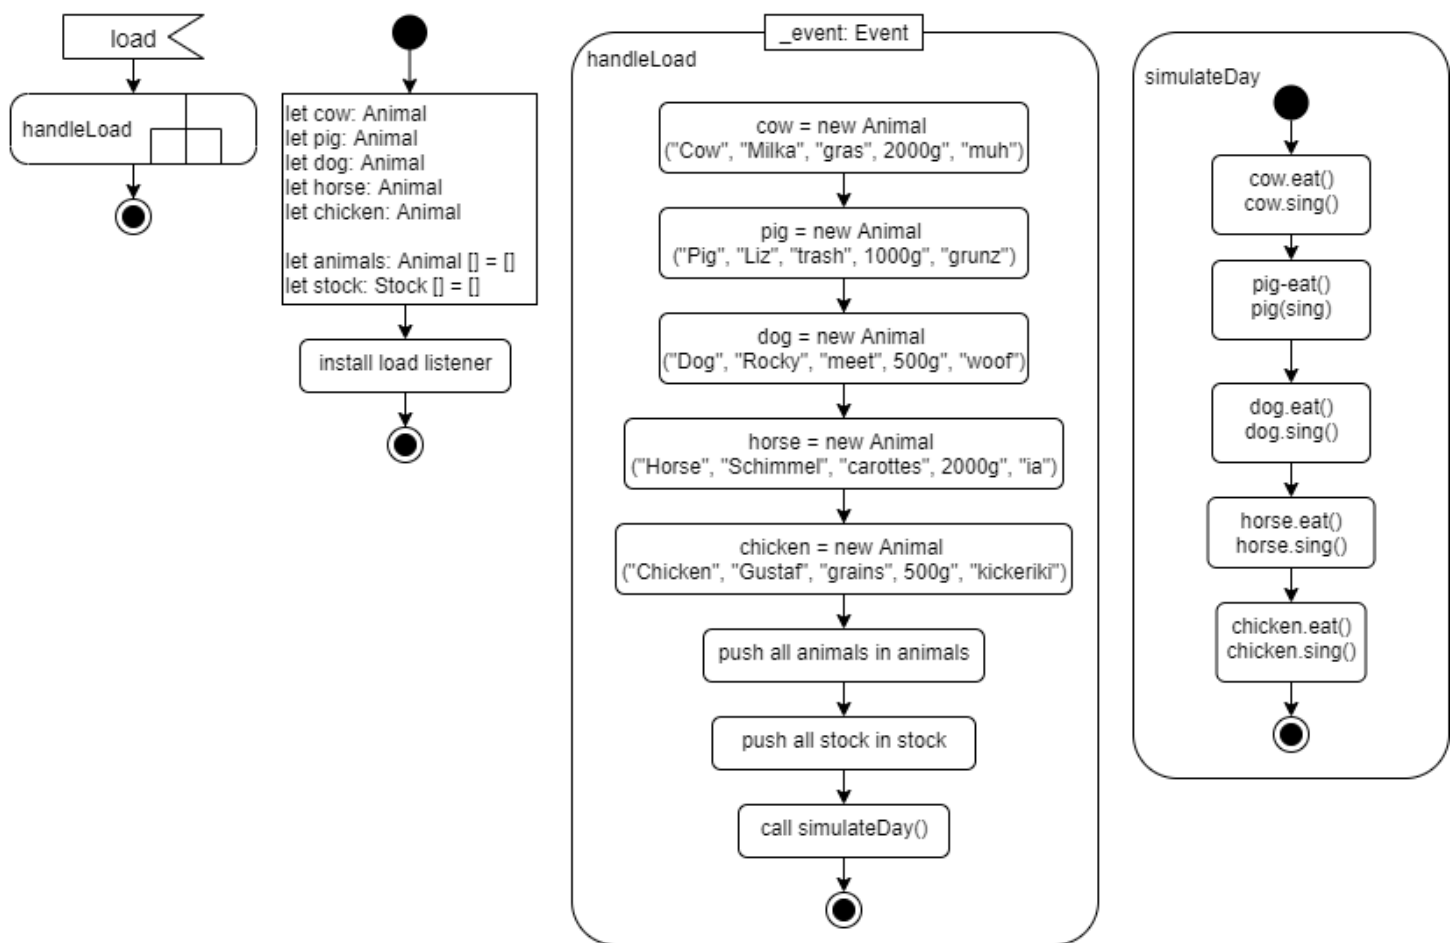 load
handleLoad
let cow: Animal
let pig: Animal
let dog: Animal
let horse: Animal
let chicken: Animal
let animals: Animal [] = []
let stock: Stock [] = []
install load listener
_event: Event
handleLoad
cow = new Animal
("Cow", "Milka", "gras", 2000g", "muh")
pig = new Animal
("Pig", "Liz", "trash", 1000g", "grunz")
dog = new Animal
("Dog", "Rocky", "meet", 500g", "woof")
horse = new Animal
("Horse", "Schimmel", "carottes", 2000g", "ia")
chicken = new Animal
("Chicken", "Gustaf", "grains", 500g", "kickeriki")
push all animals in animals
push all stock in stock
call simulateDay()
simulateDay
cow.eat()
cow.sing()
pig-eat()
pig(sing)
dog.eat()
dog.sing()
horse.eat()
horse.sing()
chicken.eat()
chicken.sing()